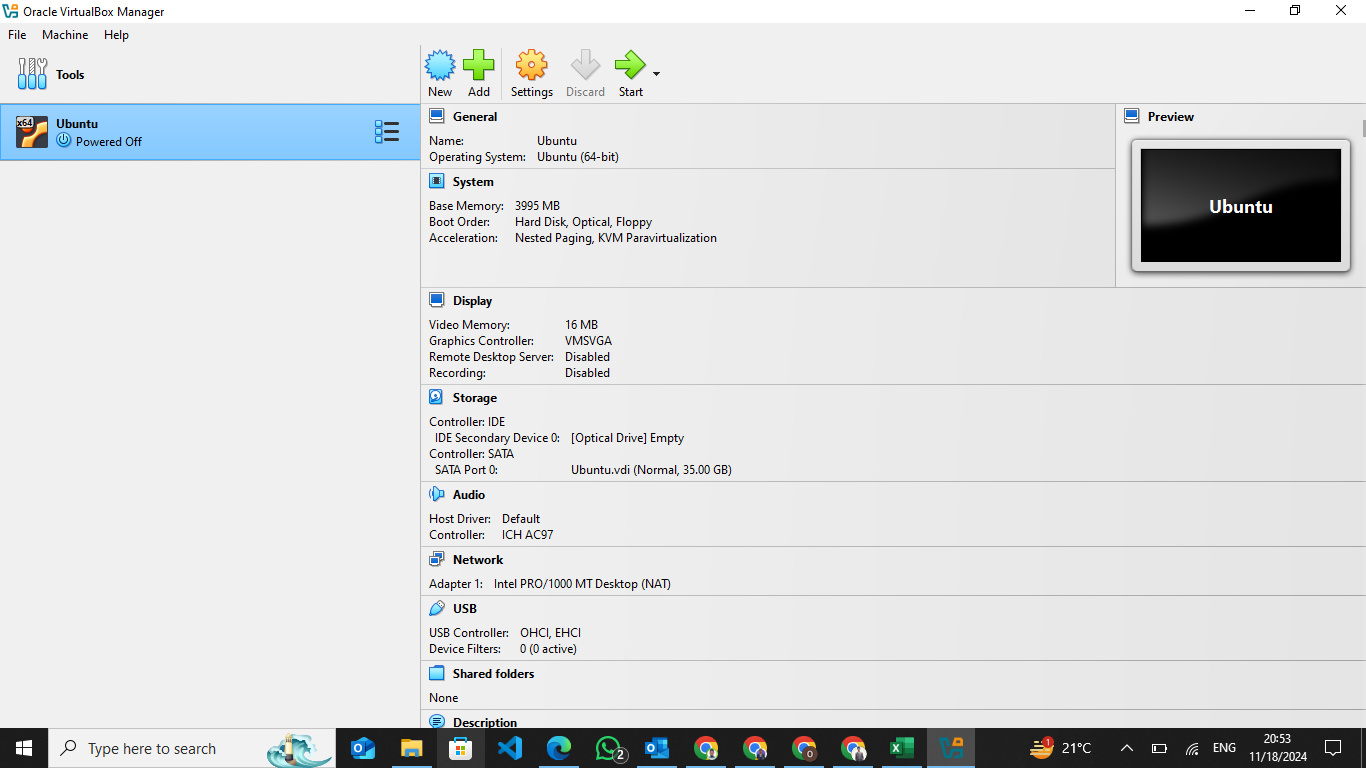 Oracle VirtualBox Manager
File Machine Help
Tools
New Add Settings Discard Start
x64
Ubuntu
Powered Off
General
Name: Ubuntu
Operating System: Ubuntu (64-bit)
Preview
Ubuntu
System
Base Memory: 3995 MB
Boot Order: Hard Disk, Optical, Floppy
Acceleration: Nested Paging, KVM Paravirtualization
Display
Video Memory: 16 MB
Graphics Controller: VMSVGA
Remote Desktop Server: Disabled
Recording: Disabled
Storage
Controller: IDE
IDE Secondary Device 0: [Optical Drive] Empty
Controller: SATA
SATA Port 0: Ubuntu.vdi (Normal, 35.00 GB)
Audio
Host Driver: Default
Controller: ICH AC97
Network
Adapter 1: Intel PRO/1000 MT Desktop (NAT)
USB
USB Controller: OHCI, EHCI
Device Filters: 0 (0 active)
Shared folders
None
Description
Type here to search
2
1
21°C
ENG
20:53
11/18/2024